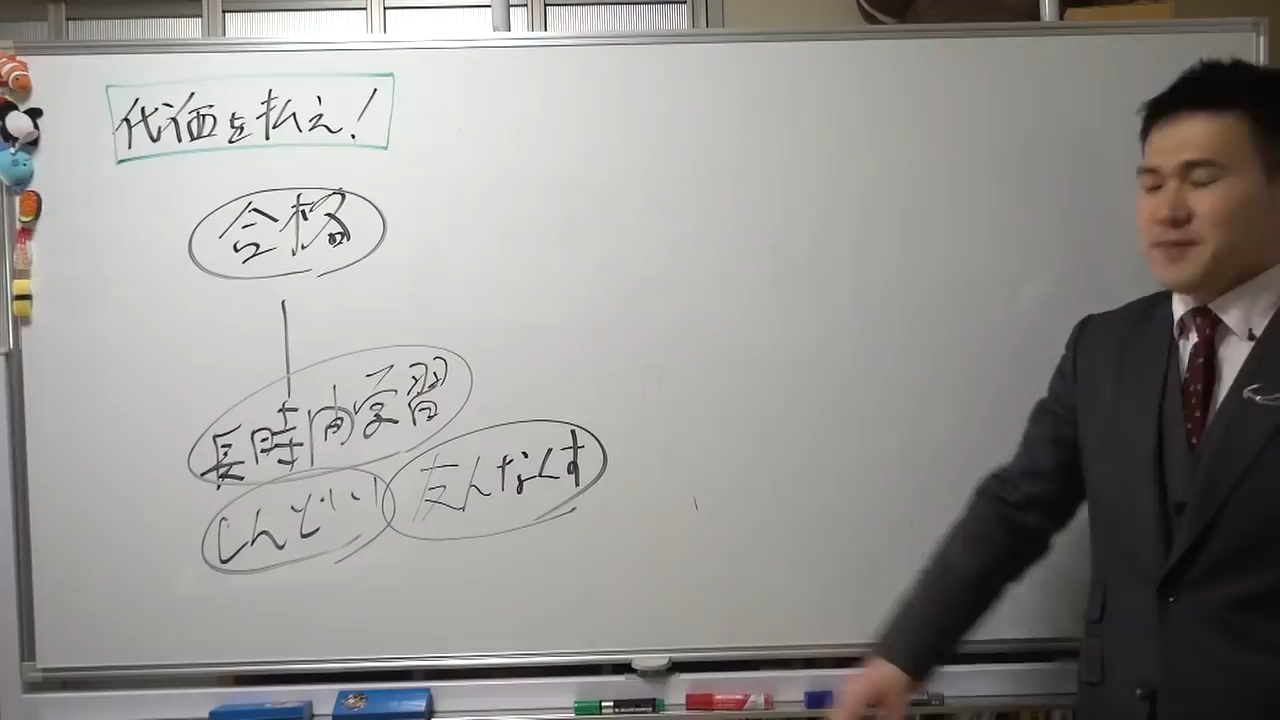 代価を払え!
合格
長時間学習
しんどい
友んなくす